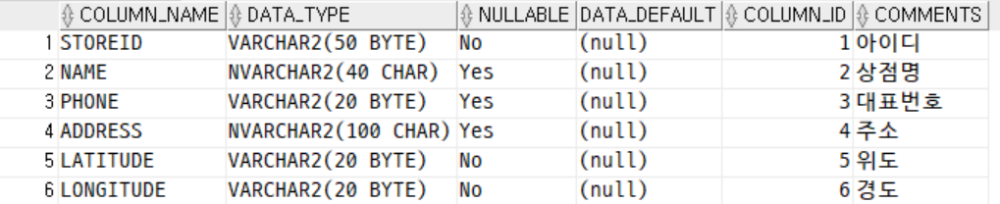 COLUMN_NAME DATA_TYPE NULLABLE DATA_DEFAULT COLUMN_ID COMMENTS
1 STOREID VARCHAR2(50 BYTE) No (null) 1 아이디
2 NAME NVARCHAR2(40 CHAR) Yes (null) 2 상점명
3 PHONE VARCHAR2(20 BYTE) Yes (null) 3 대표번호
4 ADDRESS NVARCHAR2(100 CHAR) Yes (null) 4 주소
5 LATITUDE VARCHAR2(20 BYTE) No (null) 5 위도
6 LONGITUDE VARCHAR2(20 BYTE) No (null) 6 경도